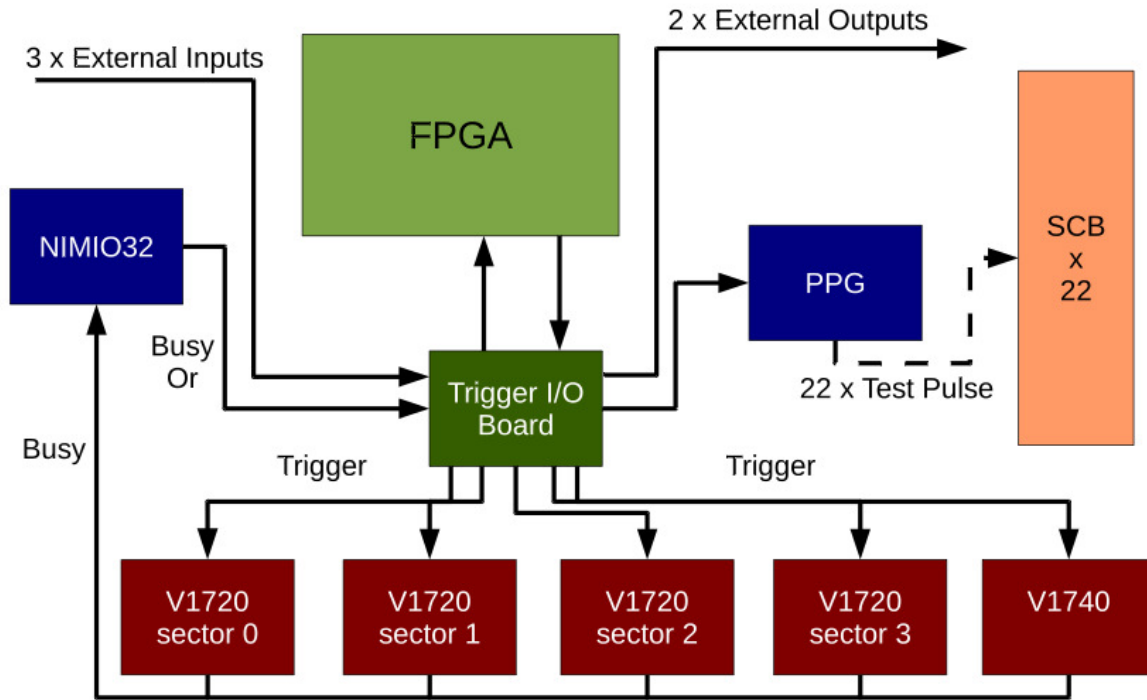 2 x External Outputs
3 x External Inputs
FPGA
NIMIO32
PPG
SCB
x
22
Busy
Or
Trigger I/O
Board
22 x Test Pulse
Busy
Trigger
Trigger
V1720
sector 0
V1720
sector 1
V1720
sector 2
V1720
sector 3
V1740